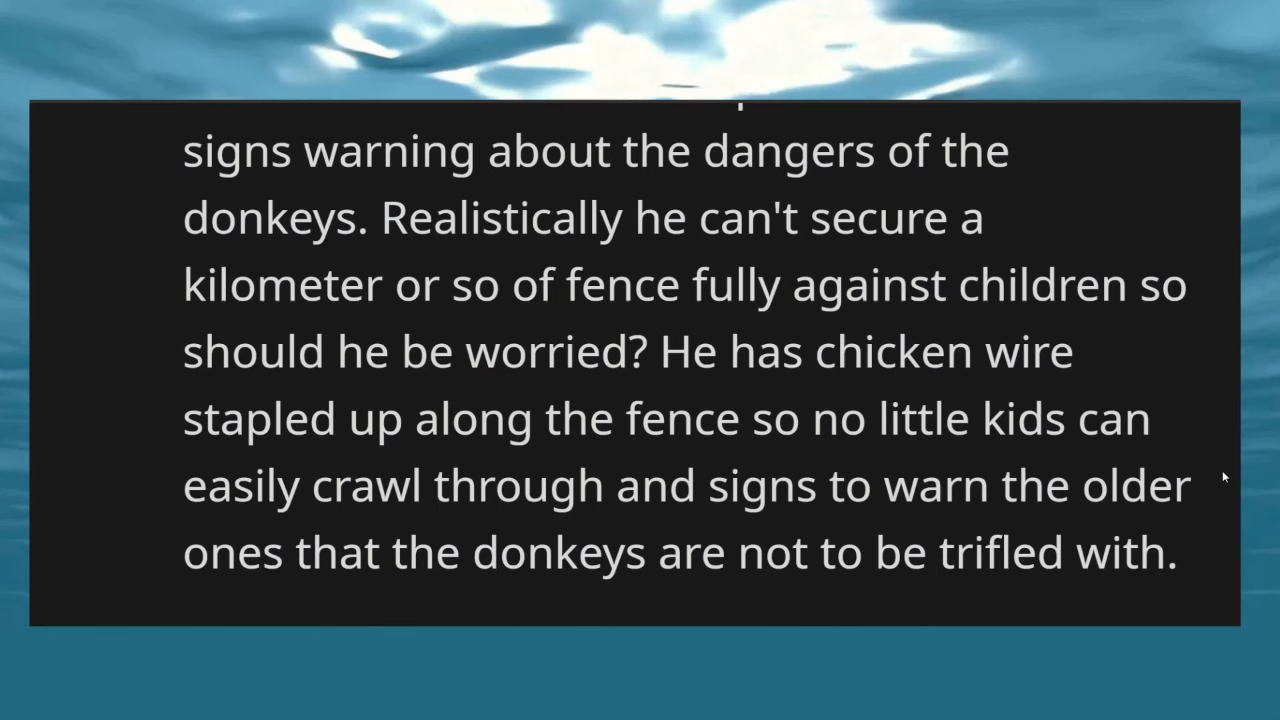 signs warning about the dangers of the
donkeys. Realistically he can't secure a
kilometer or so of fence fully against children so
should he be worried? He has chicken wire
stapled up along the fence so no little kids can
easily crawl through and signs to warn the older
ones that the donkeys are not to be trifled with.